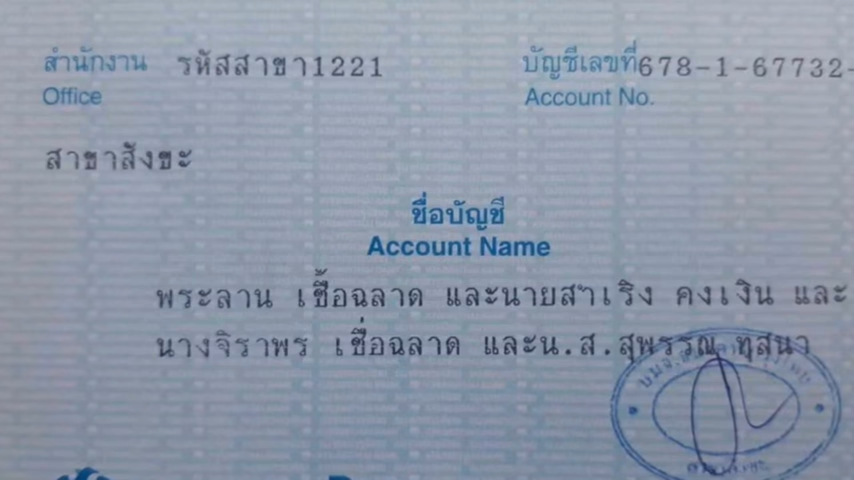 สำนักงาน รหัสสาขา1221 บัญชีเลขที่678-1-67732-
Office Account No.
สาขาสังขะ
ชื่อบัญชี
Account Name
พระลาน เชื้อฉลาด และนายสำเริง คงเงิน และ
นางจิราพร เชื่อฉลาด และน.ส.สุพรรณ ทุสนา